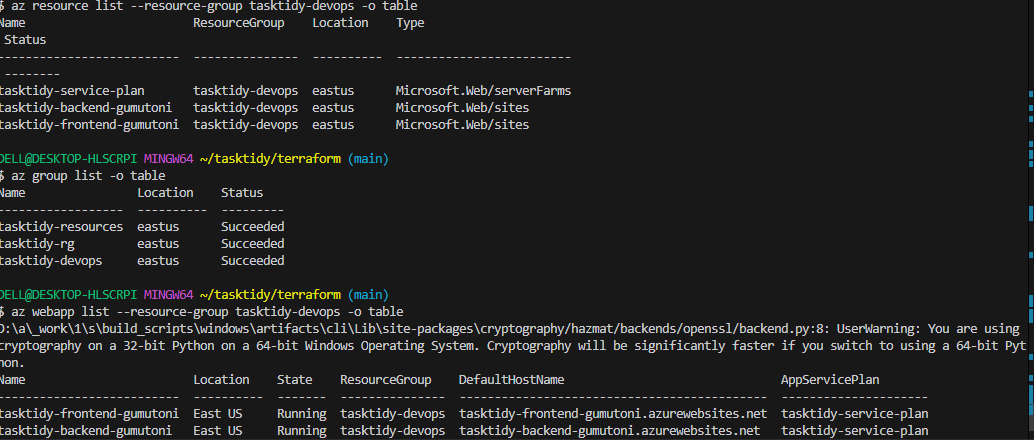 $ az resource list --resource-group tasktidy-devops -o table
Name                        ResourceGroup    Location    Type
 Status
--------------------------  ---------------  ----------  -------------------------
 --------
tasktidy-service-plan       tasktidy-devops  eastus      Microsoft.Web/serverFarms
tasktidy-backend-gumutoni   tasktidy-devops  eastus      Microsoft.Web/sites
tasktidy-frontend-gumutoni  tasktidy-devops  eastus      Microsoft.Web/sites
DELL@DESKTOP-HLSCRPI MINGW64 ~/tasktidy/terraform (main)
$ az group list -o table
Name                Location    Status
------------------  ----------  ---------
tasktidy-resources  eastus      Succeeded
tasktidy-rg         eastus      Succeeded
tasktidy-devops     eastus      Succeeded
DELL@DESKTOP-HLSCRPI MINGW64 ~/tasktidy/terraform (main)
$ az webapp list --resource-group tasktidy-devops -o table
D:\a\_work\1\s\build_scripts\windows\artifacts\cli\Lib\site-packages\cryptography/hazmat/backends/openssl/backend.py:8: UserWarning: You are using
cryptography on a 32-bit Python on a 64-bit Windows Operating System. Cryptography will be significantly faster if you switch to using a 64-bit Pyt
hon.
Name                        Location  State    ResourceGroup    DefaultHostName                               AppServicePlan
--------------------------  --------  -------  ---------------  --------------------------------------------  ---------------------
tasktidy-frontend-gumutoni  East US   Running  tasktidy-devops  tasktidy-frontend-gumutoni.azurewebsites.net  tasktidy-service-plan
tasktidy-backend-gumutoni   East US   Running  tasktidy-devops  tasktidy-backend-gumutoni.azurewebsites.net   tasktidy-service-plan